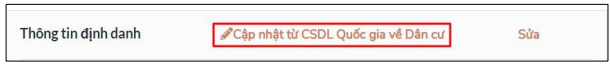 Thông tin định danh Cập nhật từ CSDL Quốc gia về Dân cư Sửa